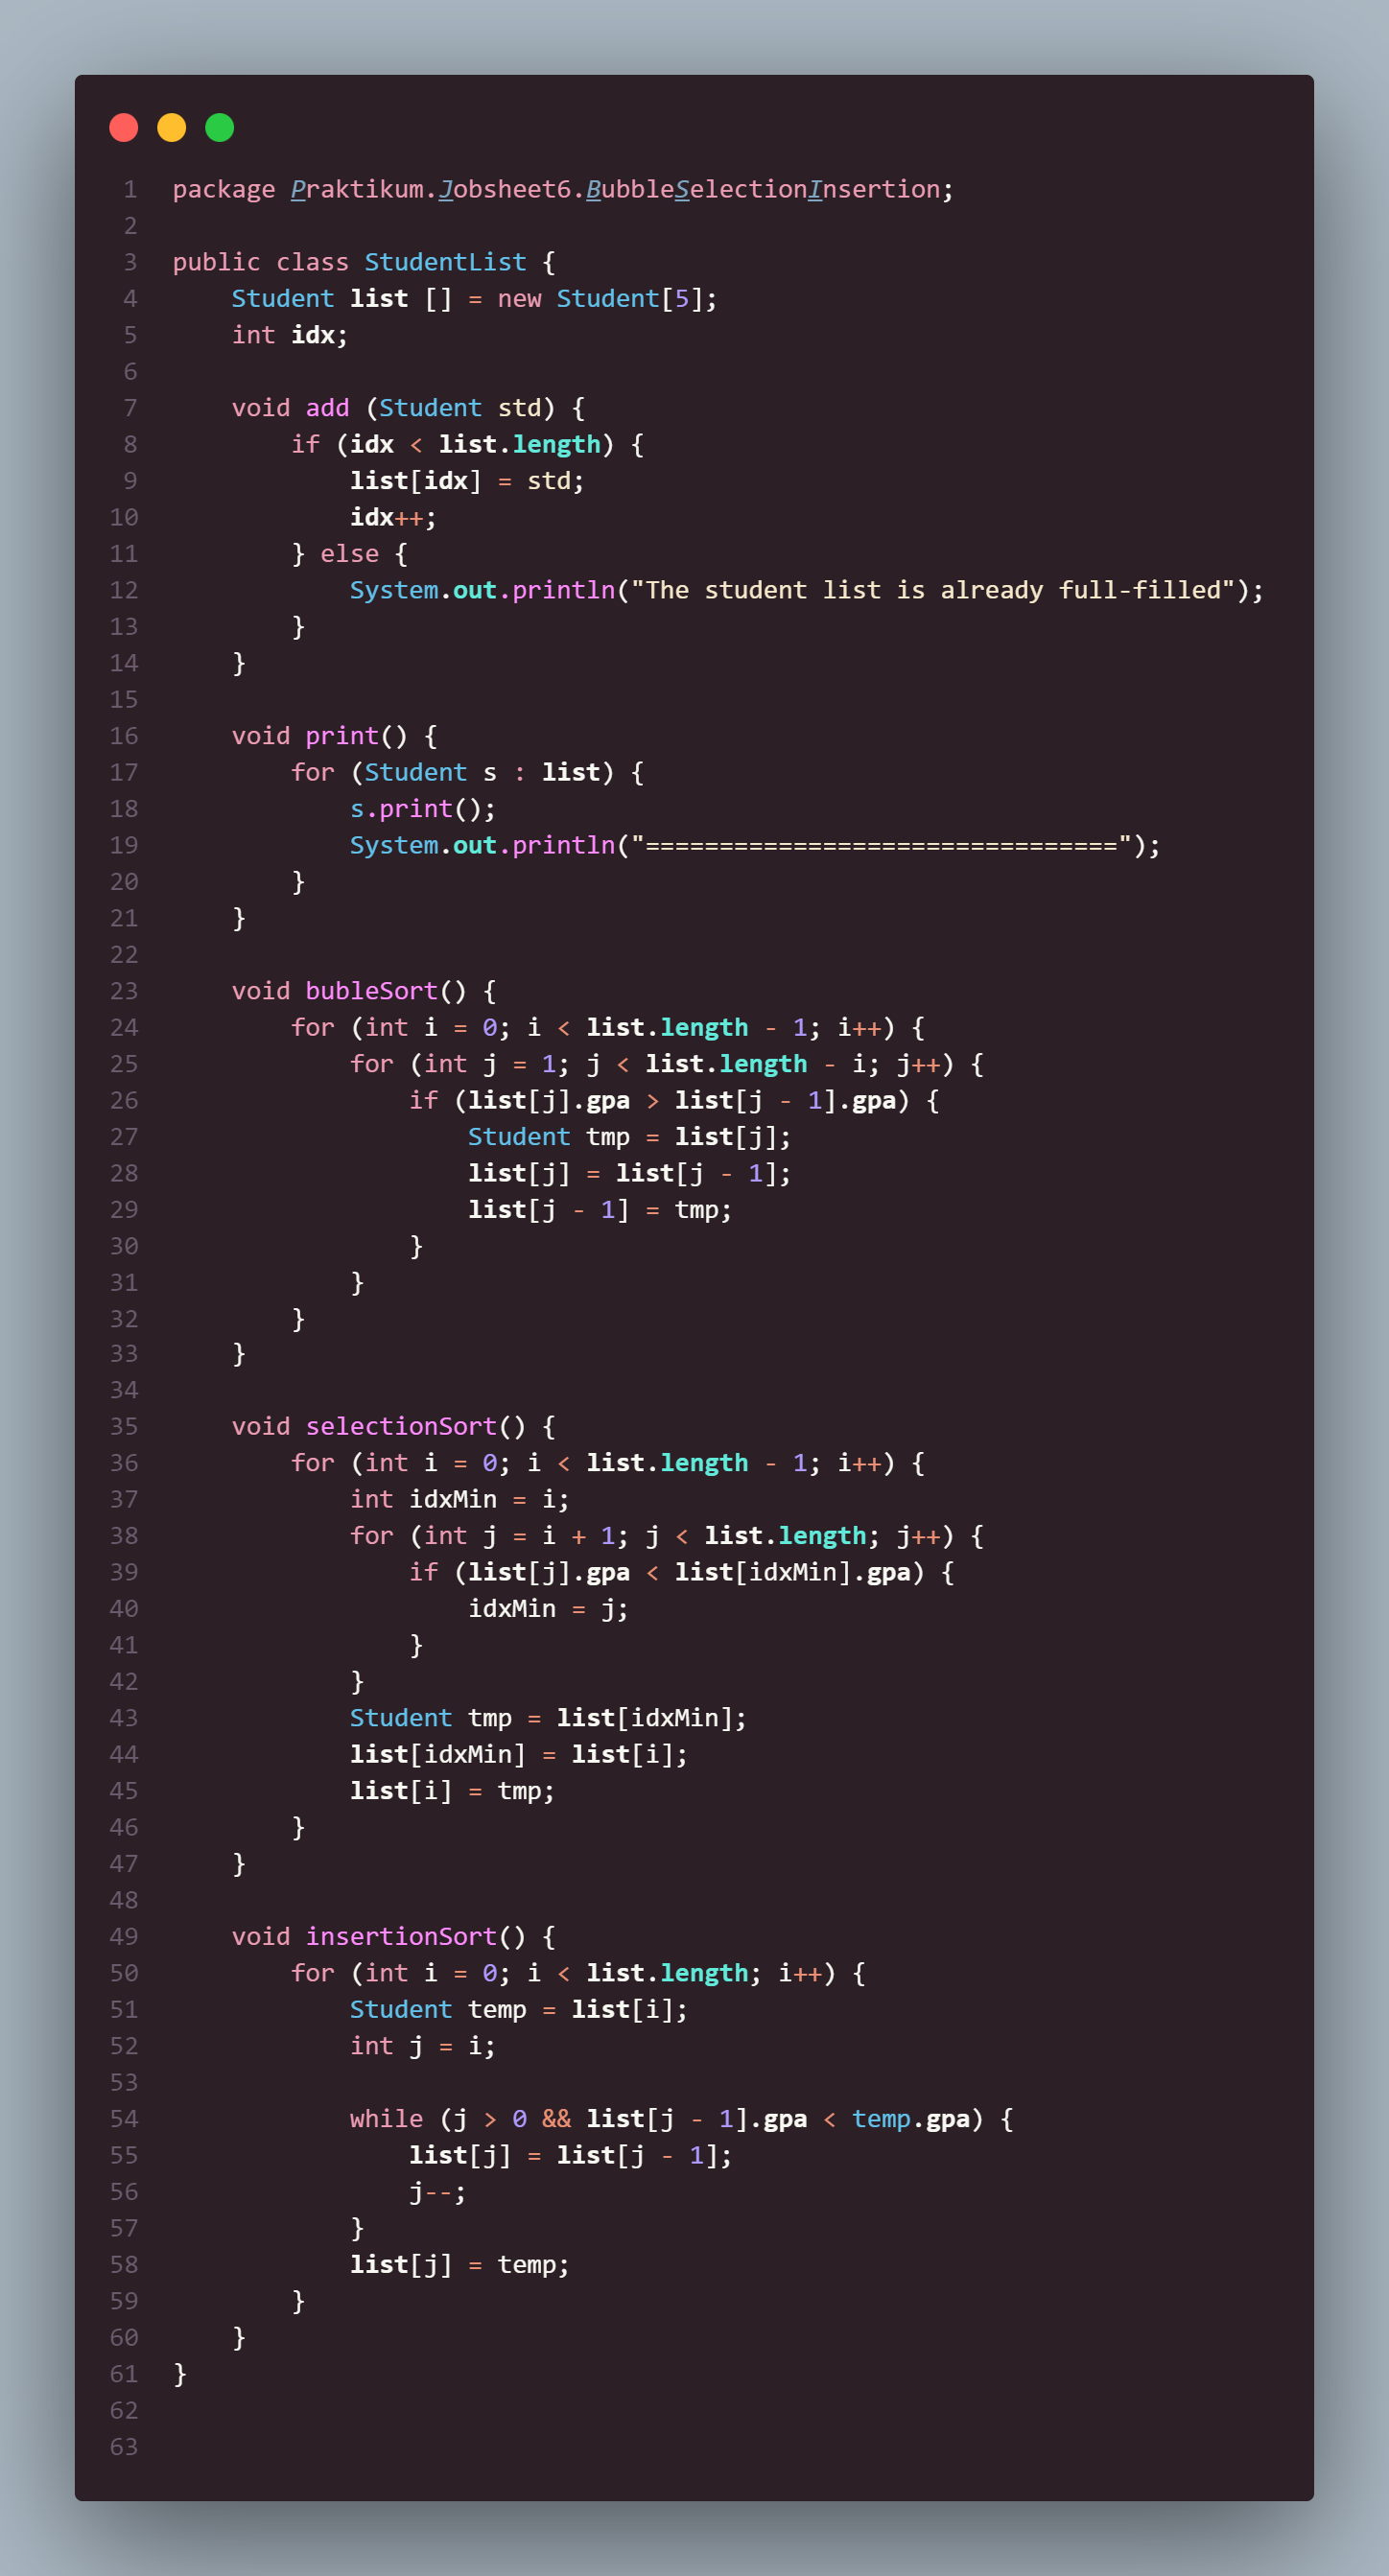 1 package Praktikum.Jobsheet6.BubbleSelectionInsertion;
2
3 public class StudentList {
4     Student list [] = new Student[5];
5     int idx;
6
7     void add (Student std) {
8         if (idx < list.length) {
9             list[idx] = std;
10             idx++;
11         } else {
12             System.out.println("The student list is already full-filled");
13         }
14     }
15
16     void print() {
17         for (Student s : list) {
18             s.print();
19             System.out.println("================================");
20         }
21     }
22
23     void bubleSort() {
24         for (int i = 0; i < list.length - 1; i++) {
25             for (int j = 1; j < list.length - i; j++) {
26                 if (list[j].gpa > list[j - 1].gpa) {
27                     Student tmp = list[j];
28                     list[j] = list[j - 1];
29                     list[j - 1] = tmp;
30                 }
31             }
32         }
33     }
34
35     void selectionSort() {
36         for (int i = 0; i < list.length - 1; i++) {
37             int idxMin = i;
38             for (int j = i + 1; j < list.length; j++) {
39                 if (list[j].gpa < list[idxMin].gpa) {
40                     idxMin = j;
41                 }
42             }
43             Student tmp = list[idxMin];
44             list[idxMin] = list[i];
45             list[i] = tmp;
46         }
47     }
48
49     void insertionSort() {
50         for (int i = 0; i < list.length; i++) {
51             Student temp = list[i];
52             int j = i;
53
54             while (j > 0 && list[j - 1].gpa < temp.gpa) {
55                 list[j] = list[j - 1];
56                 j--;
57             }
58             list[j] = temp;
59         }
60     }
61 }
62
63